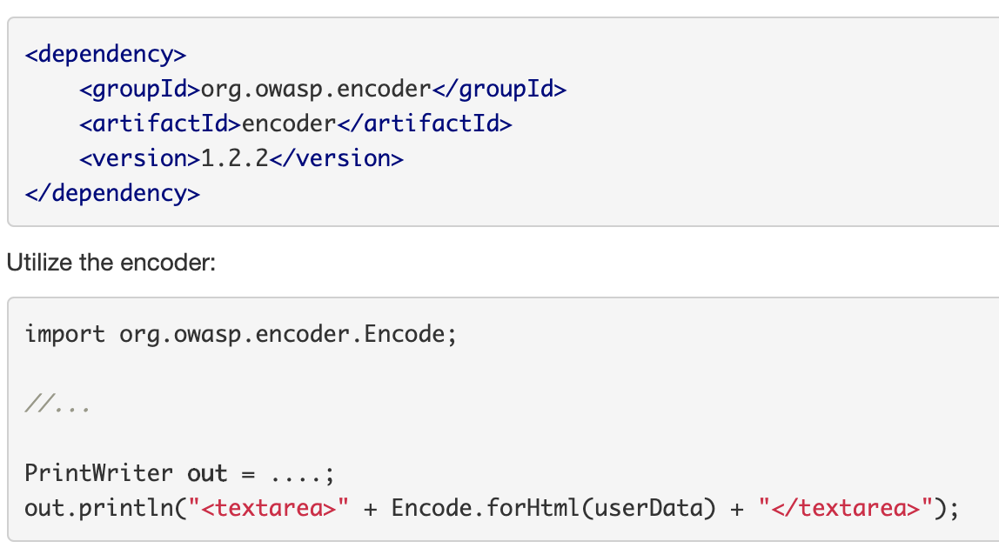 <dependency>
    <groupId>org.owasp.encoder</groupId>
    <artifactId>encoder</artifactId>
    <version>1.2.2</version>
</dependency>
Utilize the encoder:
import org.owasp.encoder.Encode;
//...
PrintWriter out = ....;
out.println("<textarea>" + Encode.forHtml(userData) + "</textarea>");